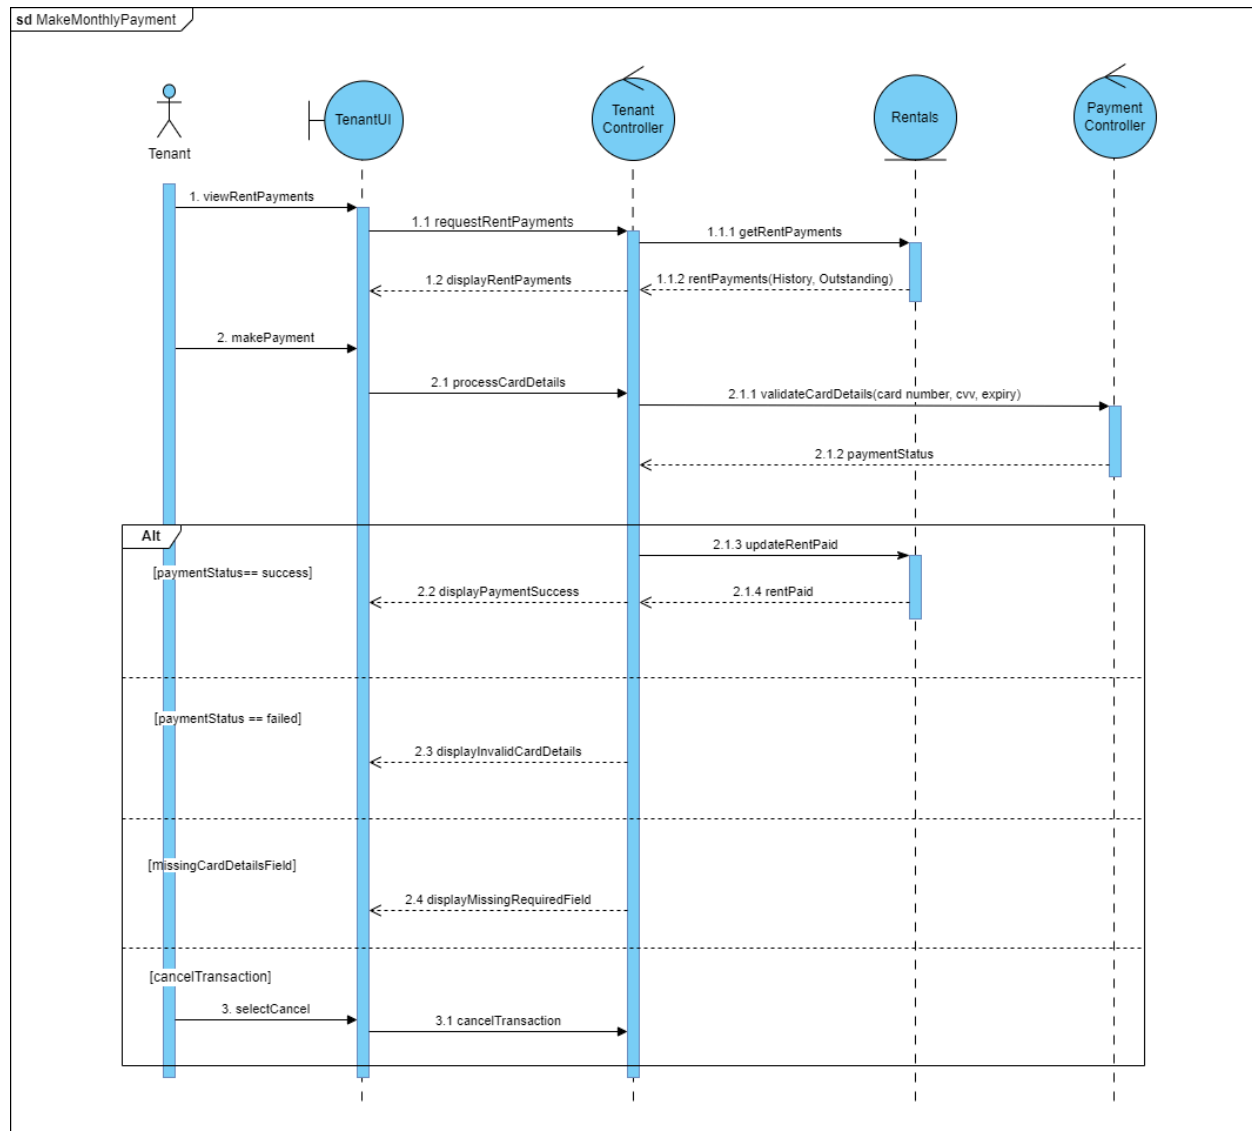 sd MakeMonthlyPayment
Tenant
TenantUI
Tenant
Controller
Rentals
Payment
Controller
1. viewRentPayments
1.1 requestRentPayments
1.1.1 getRentPayments
1.2 displayRentPayments
1.1.2 rentPayments(History, Outstanding)
2. makePayment
2.1 processCardDetails
2.1.1 validateCardDetails(card number, cvv, expiry)
2.1.2 paymentStatus
Alt
2.1.3 updateRentPaid
[paymentStatus== success]
2.2 displayPaymentSuccess
2.1.4 rentPaid
[paymentStatus == failed]
2.3 displayInvalidCardDetails
[missingCardDetailsField]
2.4 displayMissingRequiredField
[cancelTransaction]
3. selectCancel
3.1 cancelTransaction